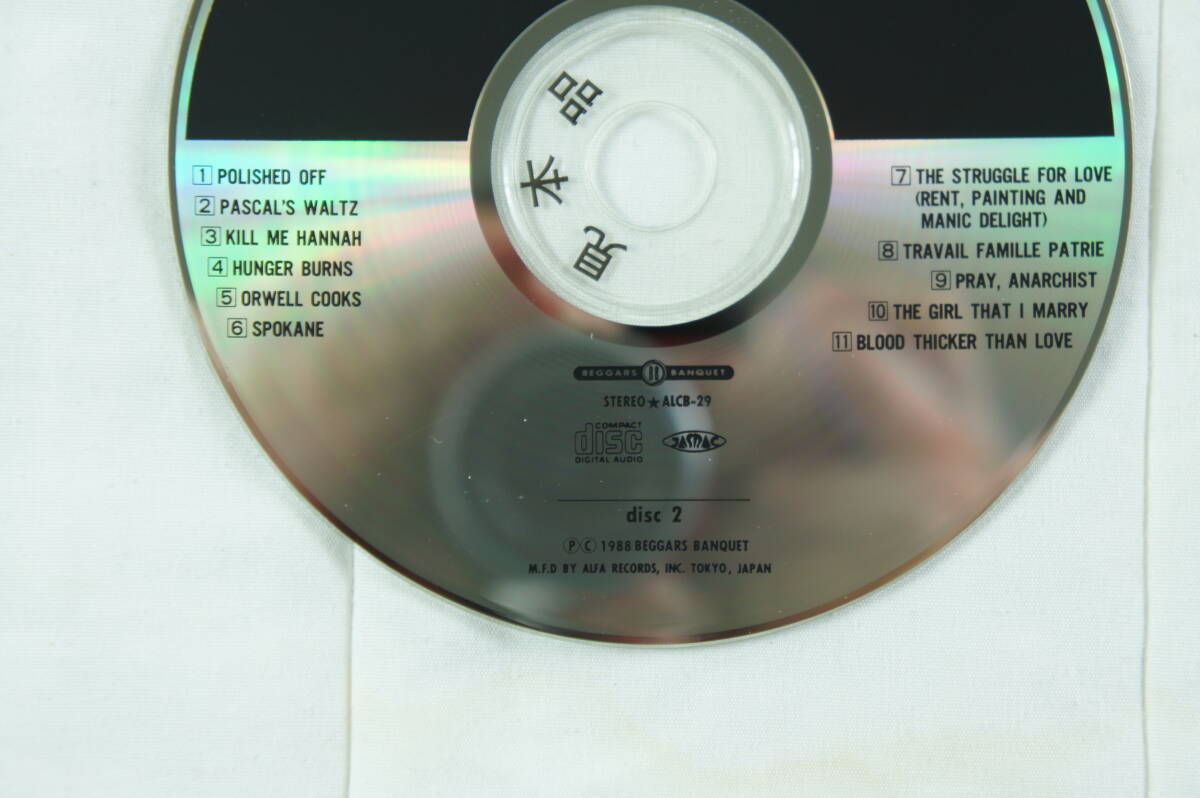 見本品
1 POLISHED OFF
2 PASCAL'S WALTZ
3 KILL ME HANNAH
4 HUNGER BURNS
5 ORWELL COOKS
6 SPOKANE
7 THE STRUGGLE FOR LOVE
(RENT, PAINTING AND
MANIC DELIGHT)
8 TRAVAIL FAMILLE PATRIE
9 PRAY, ANARCHIST
10 THE GIRL THAT I MARRY
11 BLOOD THICKER THAN LOVE
BEGGARS BANQUET
STEREO★ALCB-29
COMPACT
disc
DIGITAL AUDIO
JASRAC
disc 2
ⓅⒸ 1988 BEGGARS BANQUET
M.F.D BY ALFA RECORDS, INC. TOKYO, JAPAN